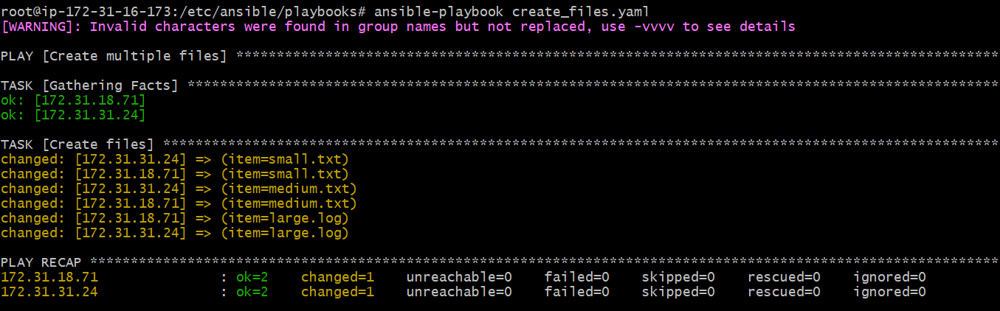 root@ip-172-31-16-173:/etc/ansible/playbooks# ansible-playbook create_files.yaml
[WARNING]: Invalid characters were found in group names but not replaced, use -vvvv to see details
PLAY [Create multiple files] **********************************************************************************************
TASK [Gathering Facts] ****************************************************************************************************
ok: [172.31.18.71]
ok: [172.31.31.24]
TASK [Create files] *******************************************************************************************************
changed: [172.31.31.24] => (item=small.txt)
changed: [172.31.18.71] => (item=small.txt)
changed: [172.31.31.24] => (item=medium.txt)
changed: [172.31.18.71] => (item=medium.txt)
changed: [172.31.18.71] => (item=large.log)
changed: [172.31.31.24] => (item=large.log)
PLAY RECAP ****************************************************************************************************************
172.31.18.71               : ok=2    changed=1    unreachable=0    failed=0    skipped=0    rescued=0    ignored=0
172.31.31.24               : ok=2    changed=1    unreachable=0    failed=0    skipped=0    rescued=0    ignored=0